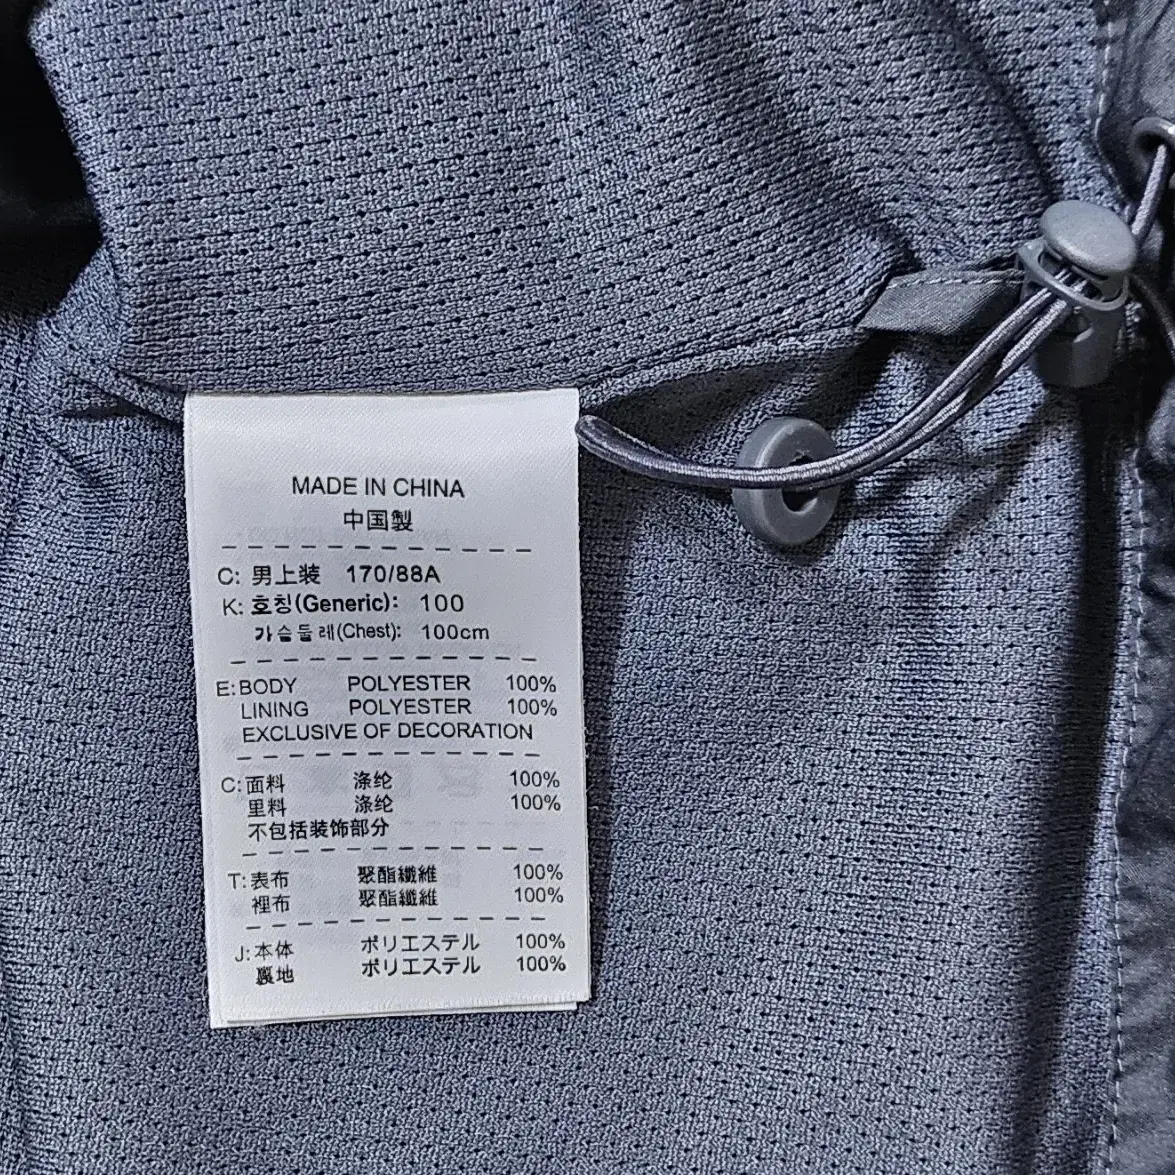 MADE IN CHINA
中国製
C: 男上装 170/88A
K: 호칭(Generic): 100
가슴둘레(Chest): 100cm
E: BODY POLYESTER 100%
LINING POLYESTER 100%
EXCLUSIVE OF DECORATION
C: 面料 涤纶 100%
里料 涤纶 100%
不包括装饰部分
T: 表布 聚酯纖維 100%
裡布 聚酯纖維 100%
J: 本体 ポリエステル 100%
裏地 ポリエステル 100%